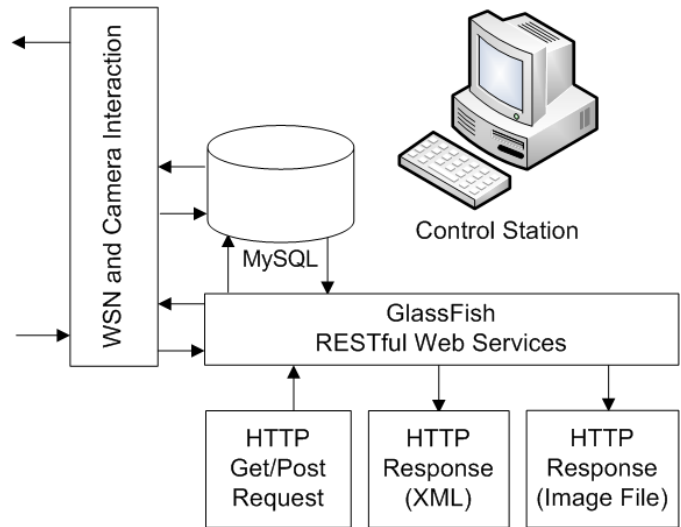 WSN and Camera Interaction
Control Station
MySQL
GlassFish
RESTful Web Services
HTTP
Get/Post
Request
HTTP
Response
(XML)
HTTP
Response
(Image File)